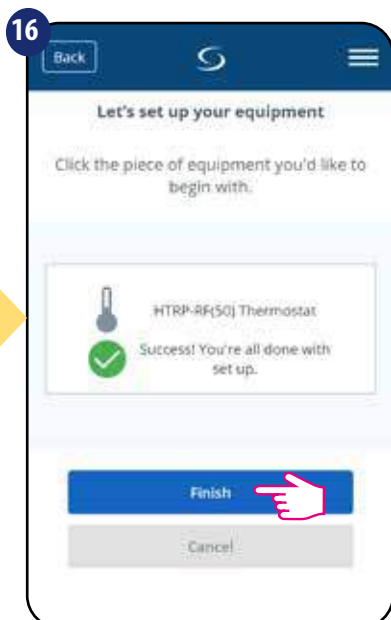 16
Back
Let's set up your equipment
Click the piece of equipment you'd like to
begin with.
HTRP-RF(50) Thermostat
Success! You're all done with
set up.
Finish
Cancel